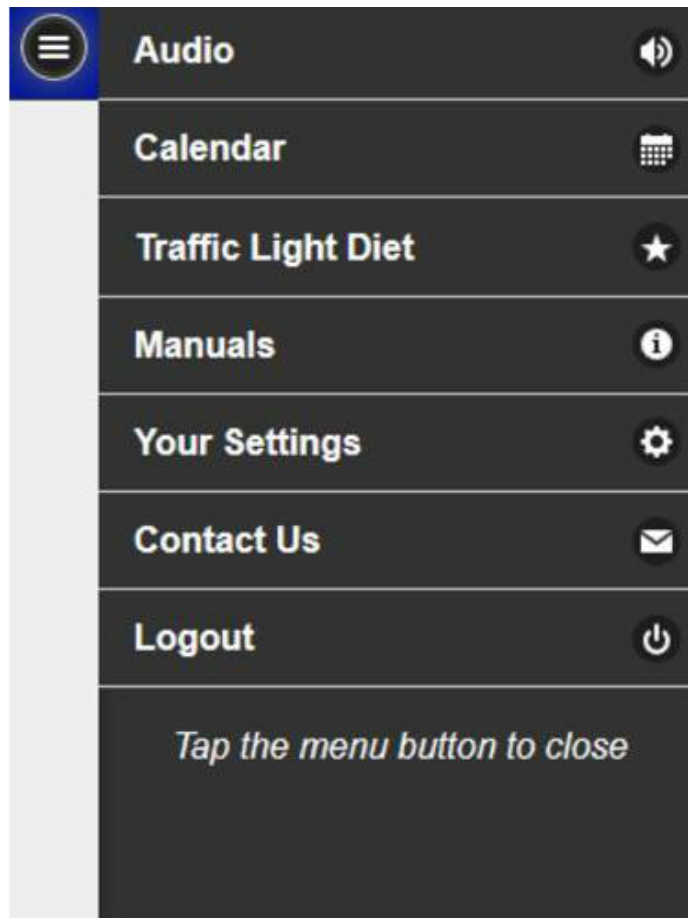 Audio
Calendar
Traffic Light Diet
Manuals
Your Settings
Contact Us
Logout
Tap the menu button to close